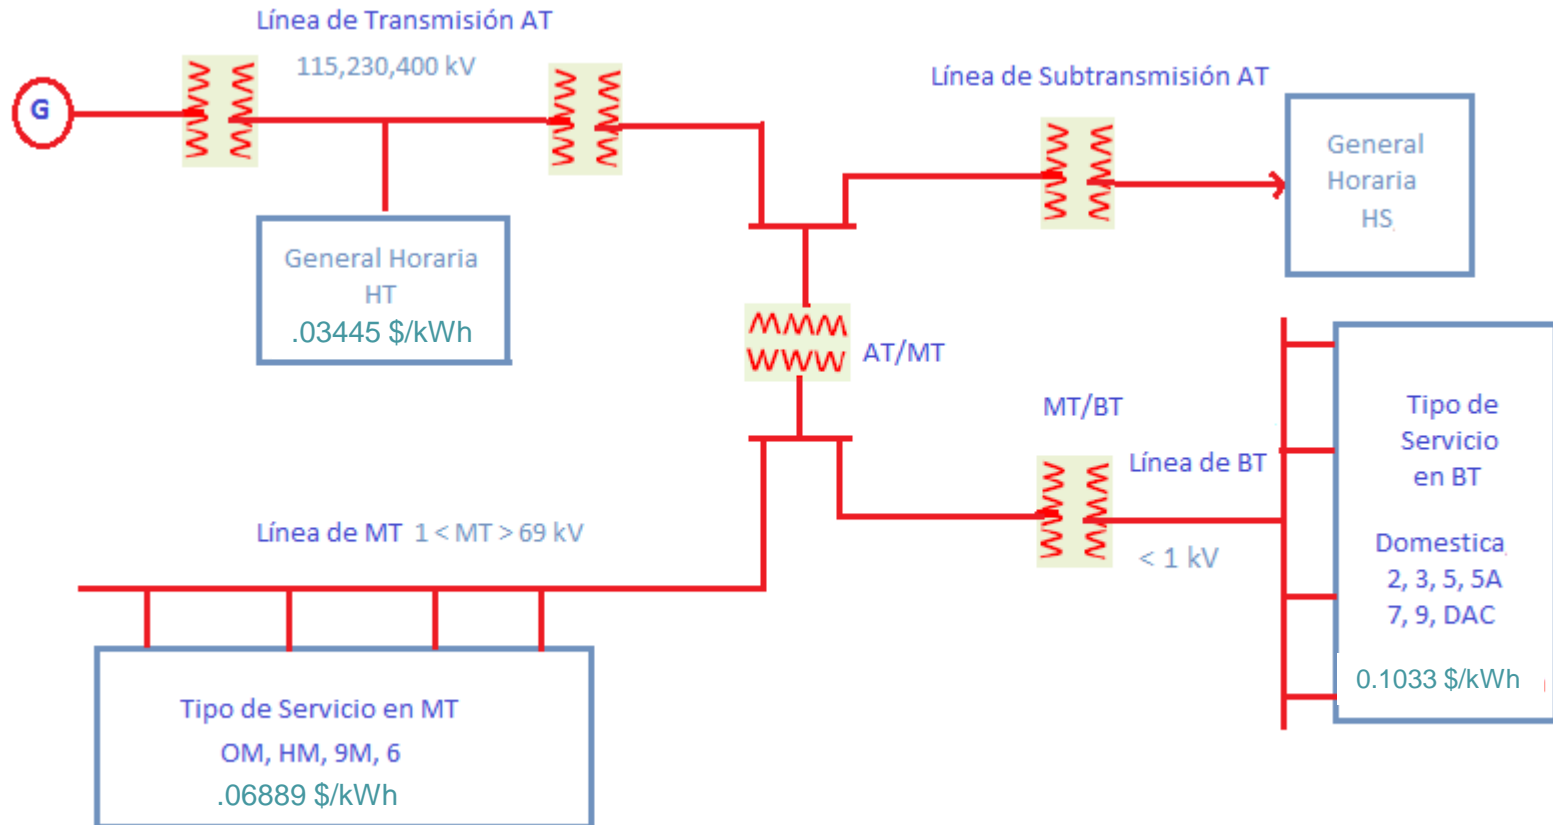 Línea de Transmisión AT
115,230,400 kV
G
General Horaria
HT
.03445 $/kWh
Línea de Subtransmisión AT
General
Horaria
HS
AT/MT
MT/BT
Línea de BT
< 1 kV
Tipo de
Servicio
en BT
Domestica
2, 3, 5, 5A
7, 9, DAC
0.1033 $/kWh
Línea de MT 1 < MT > 69 kV
Tipo de Servicio en MT
OM, HM, 9M, 6
.06889 $/kWh